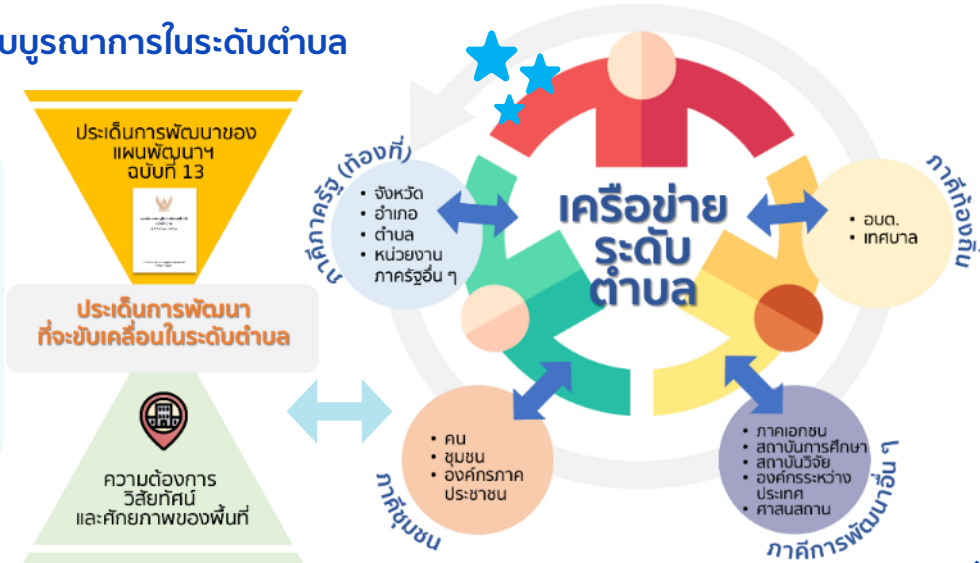 บบูรณาการในระดับตำบล
ประเด็นการพัฒนาของ
แผนพัฒนาฯ
ฉบับที่ 13
ประเด็นการพัฒนา
ที่จะขับเคลื่อนในระดับตำบล
ความต้องการ
วิสัยทัศน์
และศักยภาพของพื้นที่
ภาคีภาครัฐ (ท้องที่)
• จังหวัด
• อำเภอ
• ตำบล
• หน่วยงาน
ภาครัฐอื่น ๆ
เครือข่าย
ระดับ
ตำบล
ภาคีท้องถิ่น
• อบต.
• เทศบาล
• คน
• ชุมชน
• องค์กรภาค
ประชาชน
ภาคีชุมชน
• ภาคเอกชน
• สถาบันการศึกษา
• สถาบันวิจัย
• องค์กรระหว่าง
ประเทศ
• ศาสนสถาน
ภาคีการพัฒนาอื่น ๆ